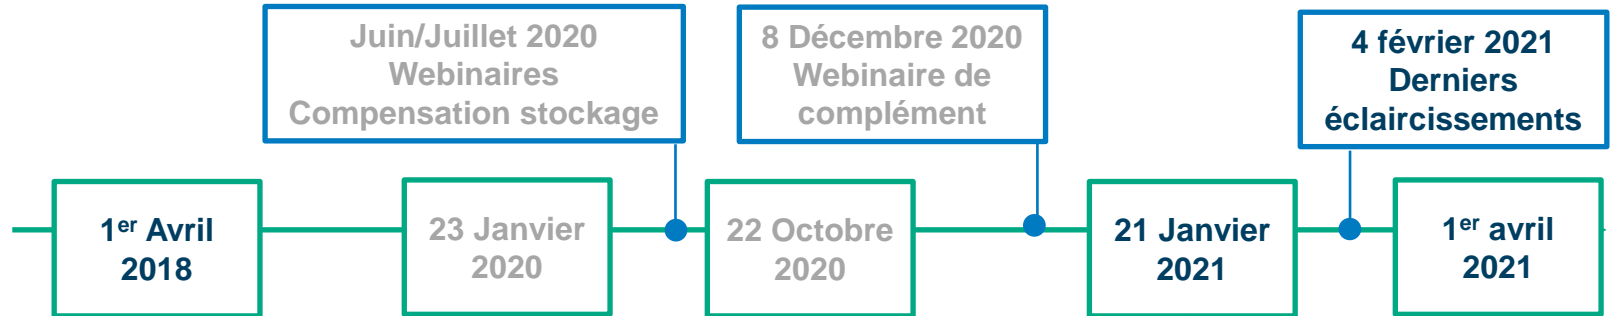 Juin/Juillet 2020
Webinaires
Compensation stockage
8 Décembre 2020
Webinaire de
complément
4 février 2021
Derniers
éclaircissements
1er Avril
2018
23 Janvier
2020
22 Octobre
2020
21 Janvier
2021
1er avril
2021